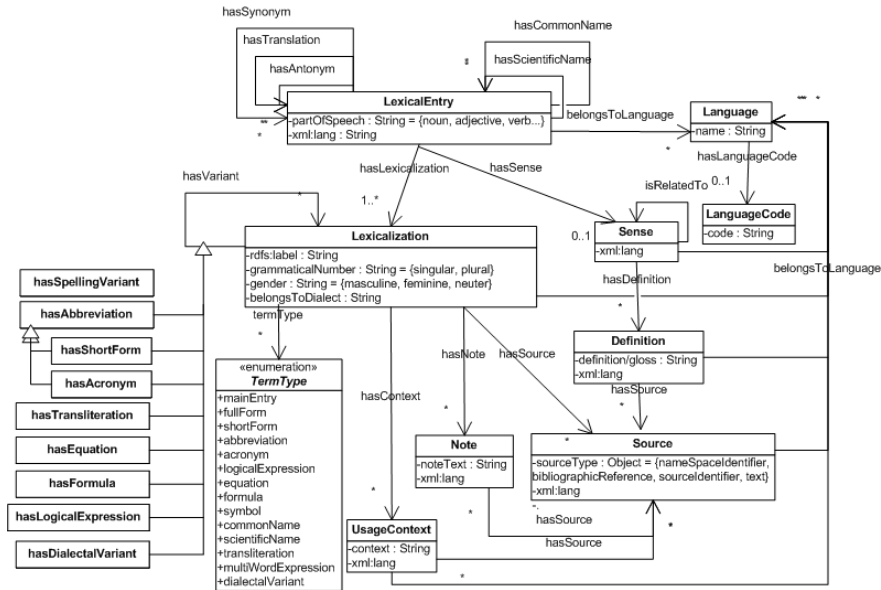 hasSynonym
hasTranslation
hasAntonym
hasCommonName
hasScientificName
*
LexicalEntry
-partOfSpeech : String = {noun, adjective, verb...}
-xml:lang : String
**
*
belongsToLanguage
*
Language
-name : String
*** *
hasLanguageCode
0..1
LanguageCode
-code : String
hasLexicalization
hasSense
1..*
isRelatedTo
0..1
Sense
-xml:lang
hasVariant
*
Lexicalization
-rdfs:label : String
-grammaticalNumber : String = {singular, plural}
-gender : String = {masculine, feminine, neuter}
-belongsToDialect : String
belongsToLanguage
hasDefinition
*
Definition
-definition/gloss : String
-xml:lang
hasSpellingVariant
hasAbbreviation
hasShortForm
hasAcronym
hasTransliteration
hasEquation
hasFormula
hasLogicalExpression
hasDialectalVariant
termType
*
«enumeration»
TermType
+mainEntry
+fullForm
+shortForm
+abbreviation
+acronym
+logicalExpression
+equation
+formula
+symbol
+commonName
+scientificName
+transliteration
+multiWordExpression
+dialectalVariant
hasContext
*
hasNote
*
hasSource
*
hasSource
*
Note
-noteText : String
-xml:lang
Source
-sourceType : Object = {nameSpaceIdentifier,
bibliographicReference, sourceIdentifier, text}
-xml:lang
*
hasSource
*
hasSource
UsageContext
-context : String
-xml:lang
*